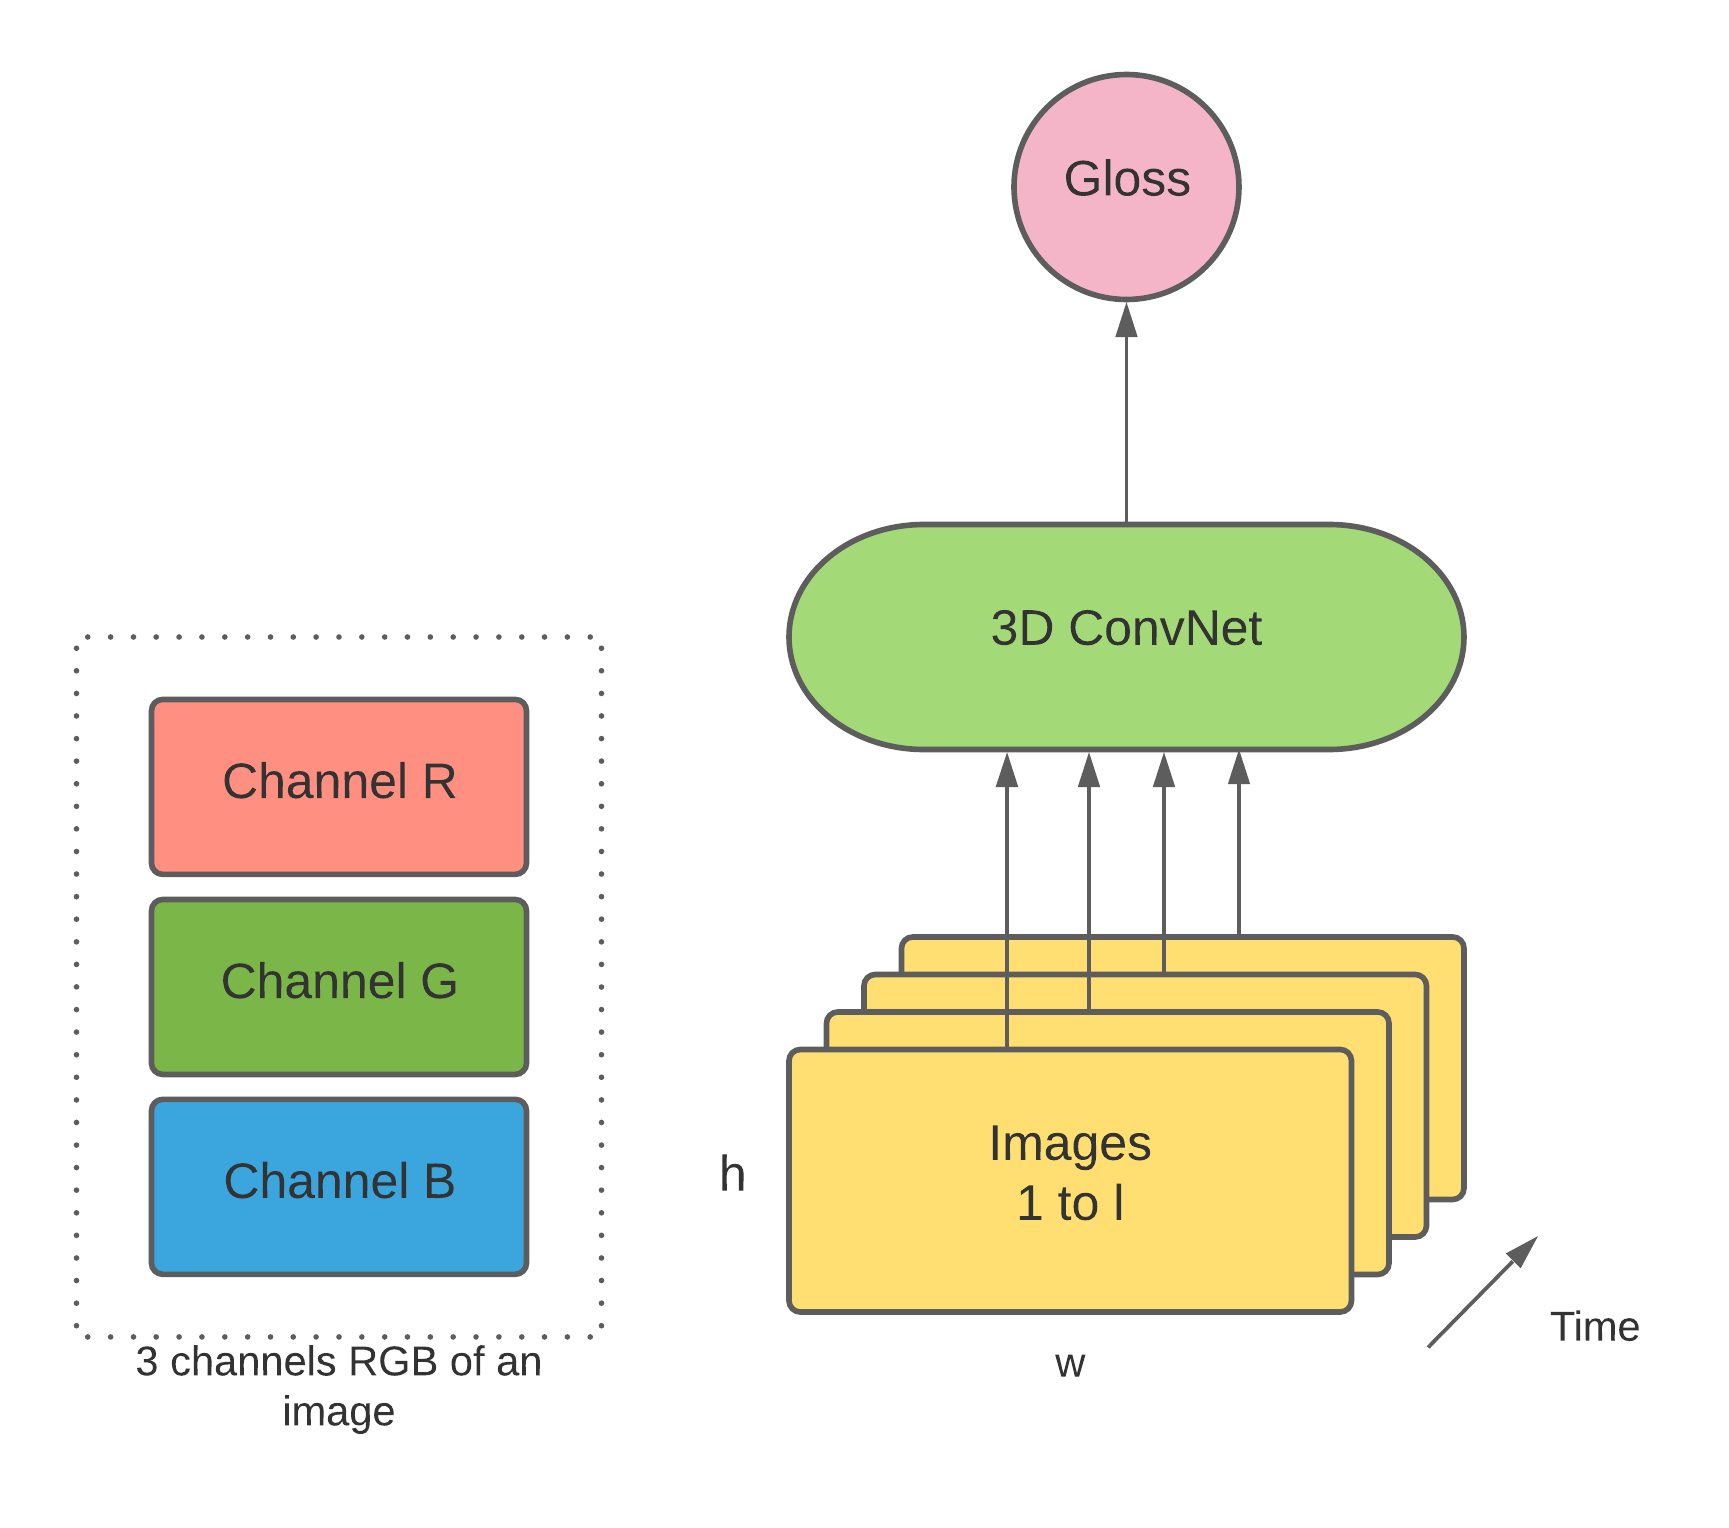 Gloss
3D ConvNet
Channel R
Channel G
Channel B
3 channels RGB of an
image
Images
1 to l
h
w
Time